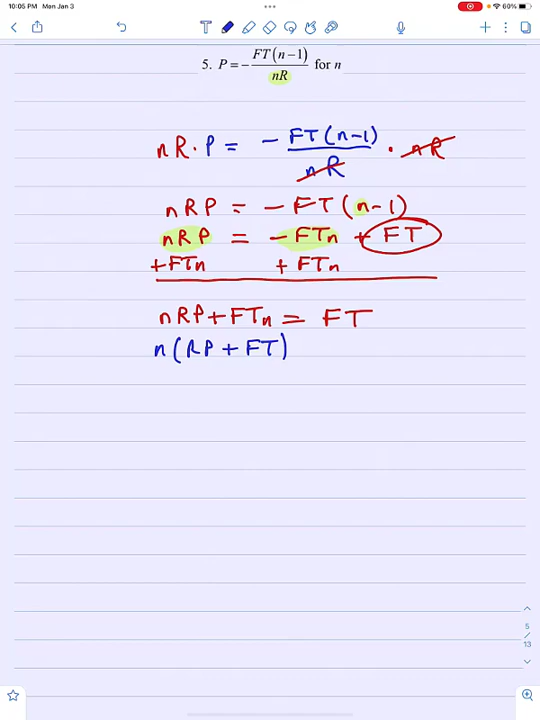 10:05 PM Mon Jan 3
60%
5. P = - FT(n-1)/nR for n
nR · P = - FT(n-1)/nR · nR
nRP = - FT(n-1)
nRP = -FTn + FT
+FTn + FTn
nRP + FTn = FT
n(RP + FT)
5
/
13